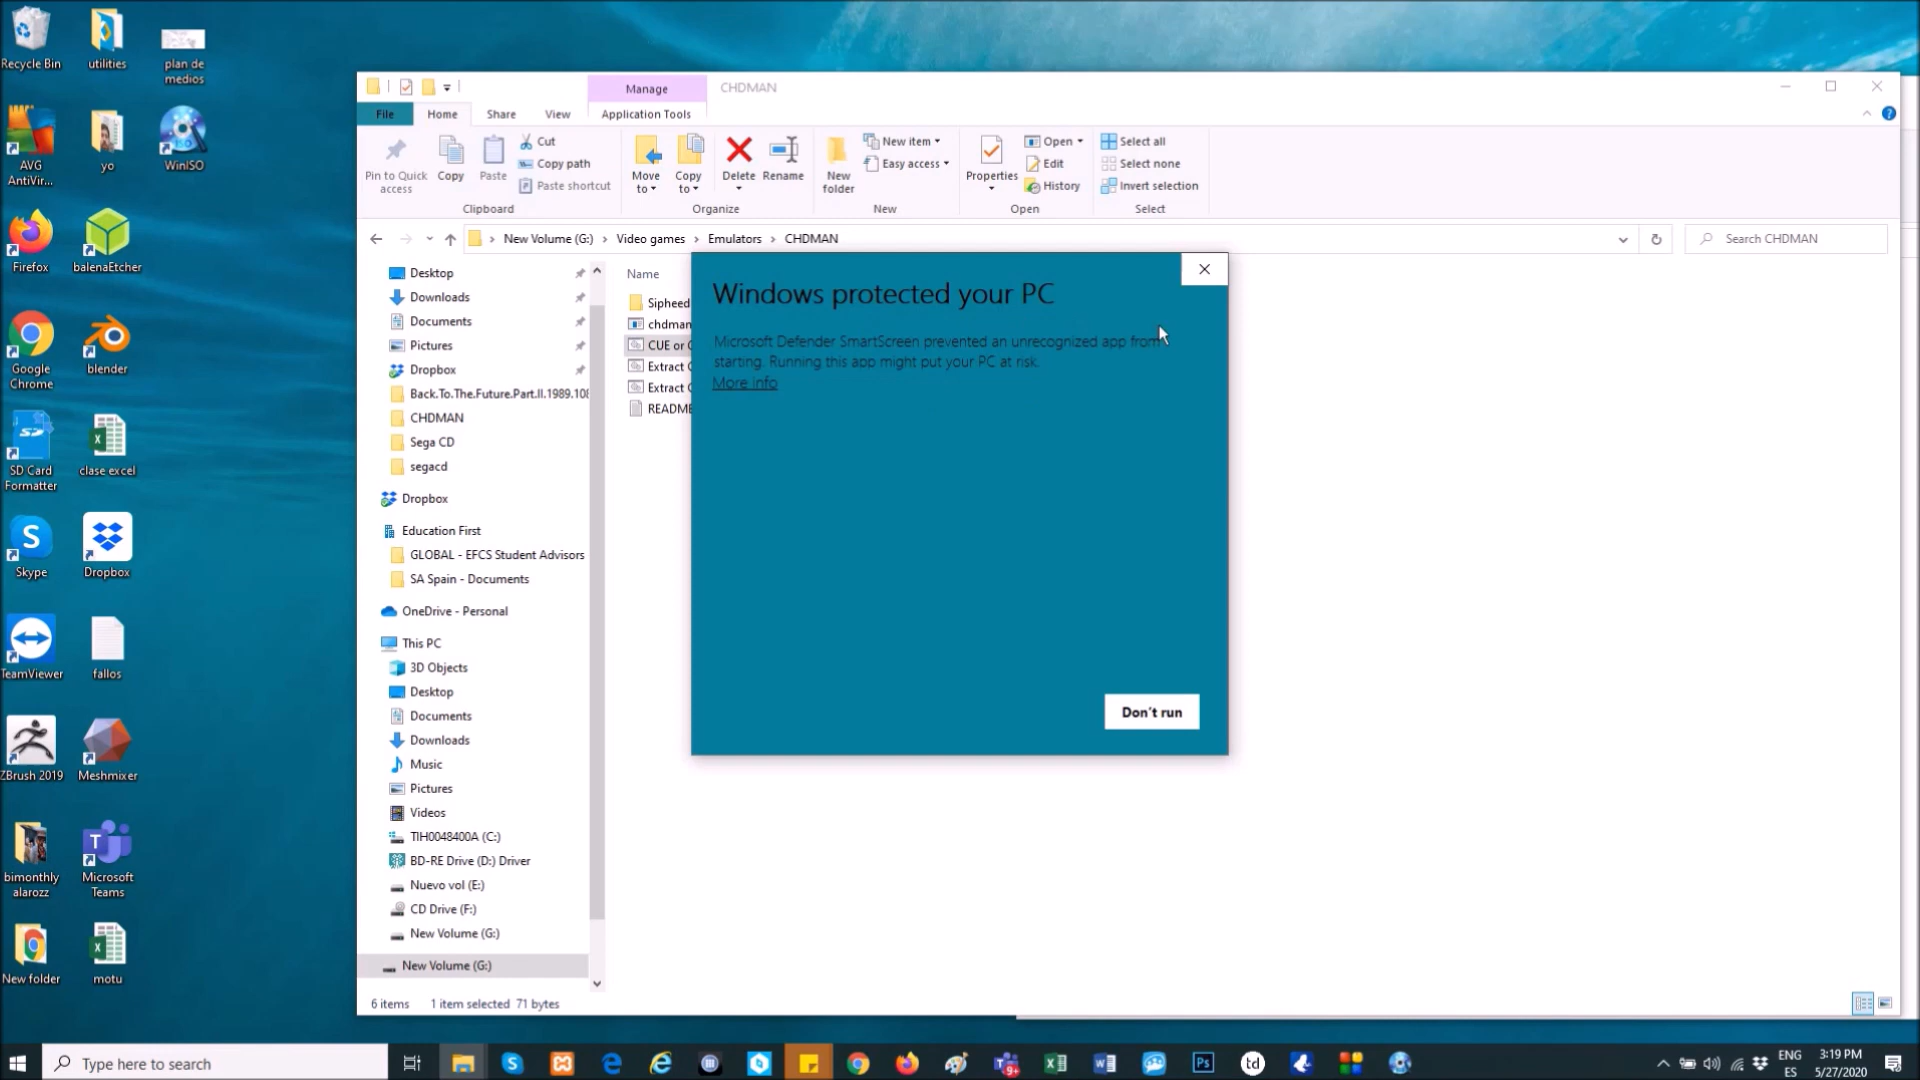 Recycle Bin
utilities
plan de
medios
AVG
AntiVir...
yo
WinISO
Firefox
balenaEtcher
Google
Chrome
blender
SD Card
Formatter
clase excel
Skype
Dropbox
TeamViewer
fallos
ZBrush 2019
Meshmixer
bimonthly
alarozz
Microsoft
Teams
New folder
motu
Manage
CHDMAN
File
Home
Share
View
Application Tools
Pin to Quick
access
Copy
Paste
Cut
Copy path
Paste shortcut
Clipboard
Move
to
Copy
to
Delete
Rename
Organize
New
folder
New item
Easy access
New
Properties
Open
Edit
History
Open
Select all
Select none
Invert selection
Select
New Volume (G:) > Video games > Emulators > CHDMAN
Search CHDMAN
Desktop
Downloads
Documents
Pictures
Dropbox
Back.To.The.Future.Part.II.1989.108
CHDMAN
Sega CD
segacd
Dropbox
Education First
GLOBAL - EFCS Student Advisors
SA Spain - Documents
OneDrive - Personal
This PC
3D Objects
Desktop
Documents
Downloads
Music
Pictures
Videos
TIH0048400A (C:)
BD-RE Drive (D:) Driver
Nuevo vol (E:)
CD Drive (F:)
New Volume (G:)
New Volume (G:)
Name
Sipheed
chdman
CUE or
Extract
Extract
README
Windows protected your PC
Microsoft Defender SmartScreen prevented an unrecognized app from
starting. Running this app might put your PC at risk.
More info
Don't run
6 items 1 item selected 71 bytes
Type here to search
ENG
ES
3:19 PM
5/27/2020